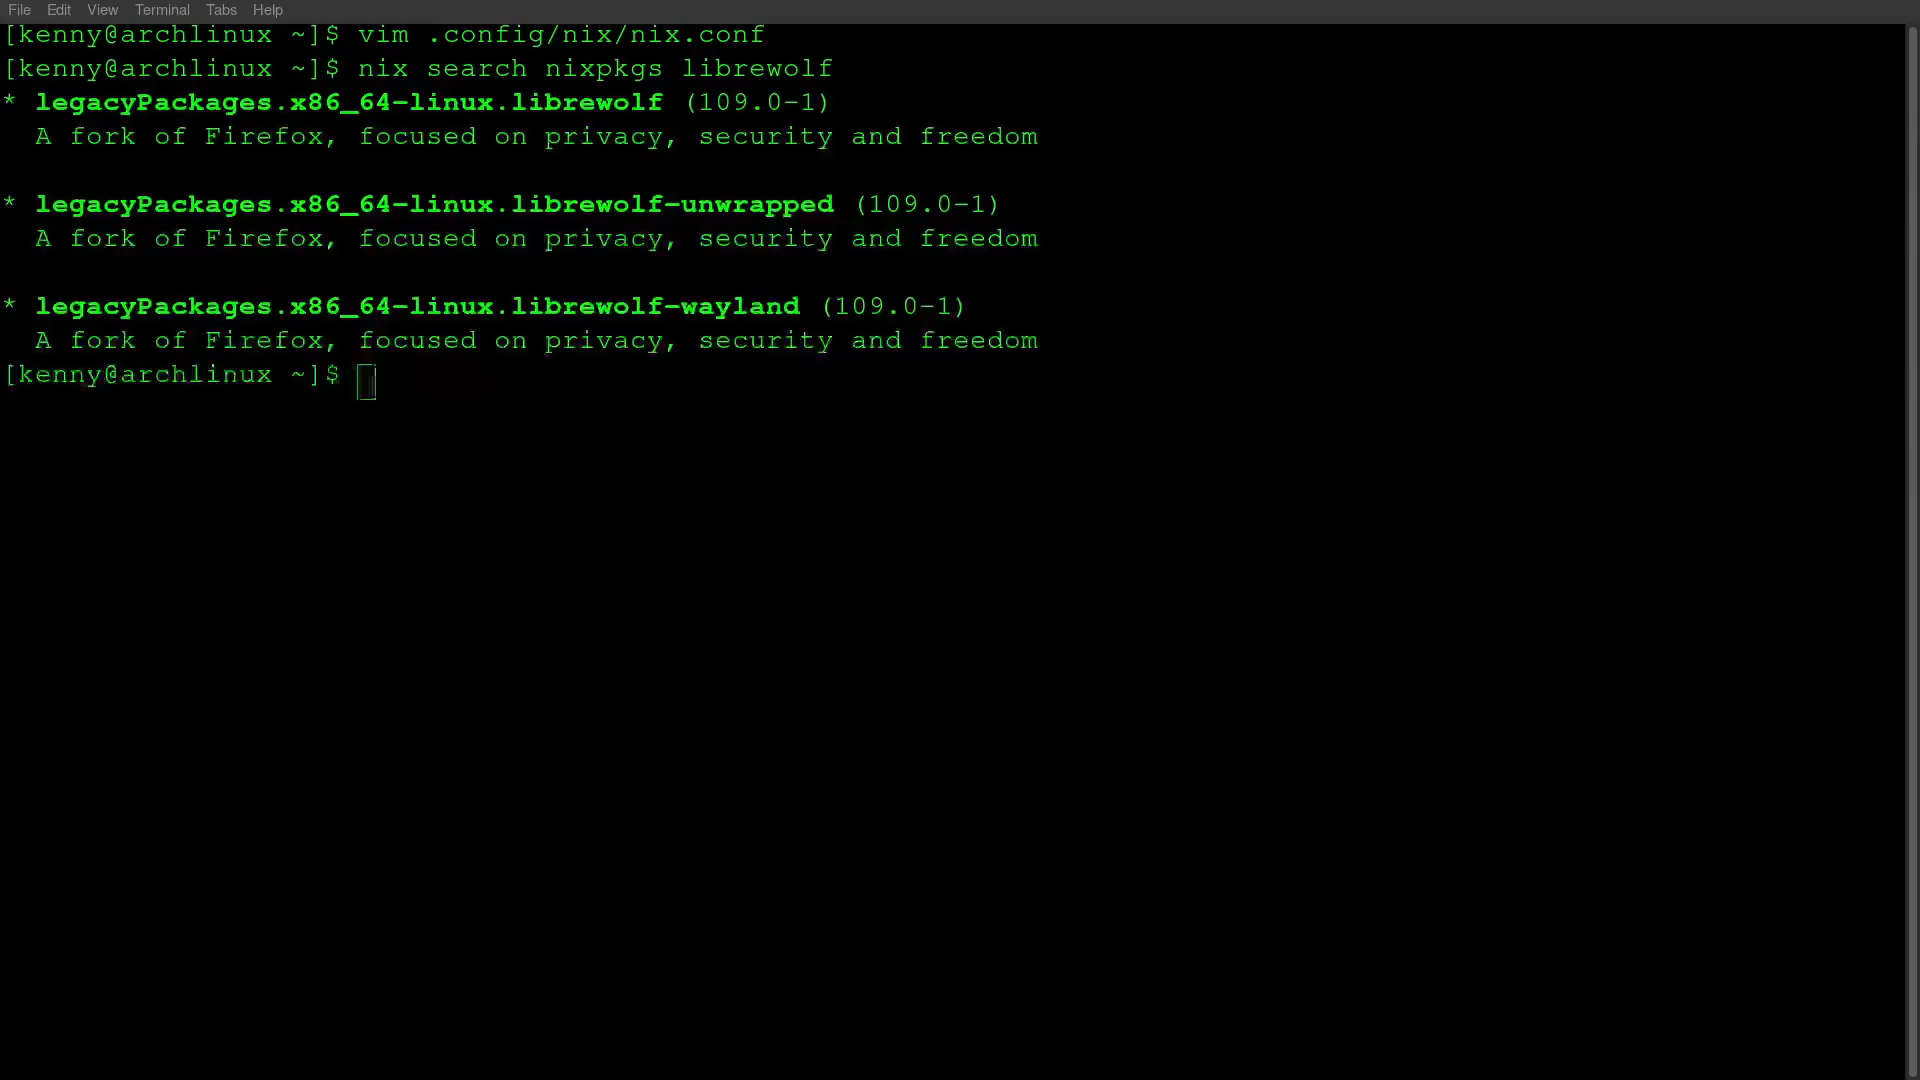 File Edit View Terminal Tabs Help
[kenny@archlinux ~]$ vim .config/nix/nix.conf
[kenny@archlinux ~]$ nix search nixpkgs librewolf
* legacyPackages.x86_64-linux.librewolf (109.0-1)
  A fork of Firefox, focused on privacy, security and freedom

* legacyPackages.x86_64-linux.librewolf-unwrapped (109.0-1)
  A fork of Firefox, focused on privacy, security and freedom

* legacyPackages.x86_64-linux.librewolf-wayland (109.0-1)
  A fork of Firefox, focused on privacy, security and freedom
[kenny@archlinux ~]$